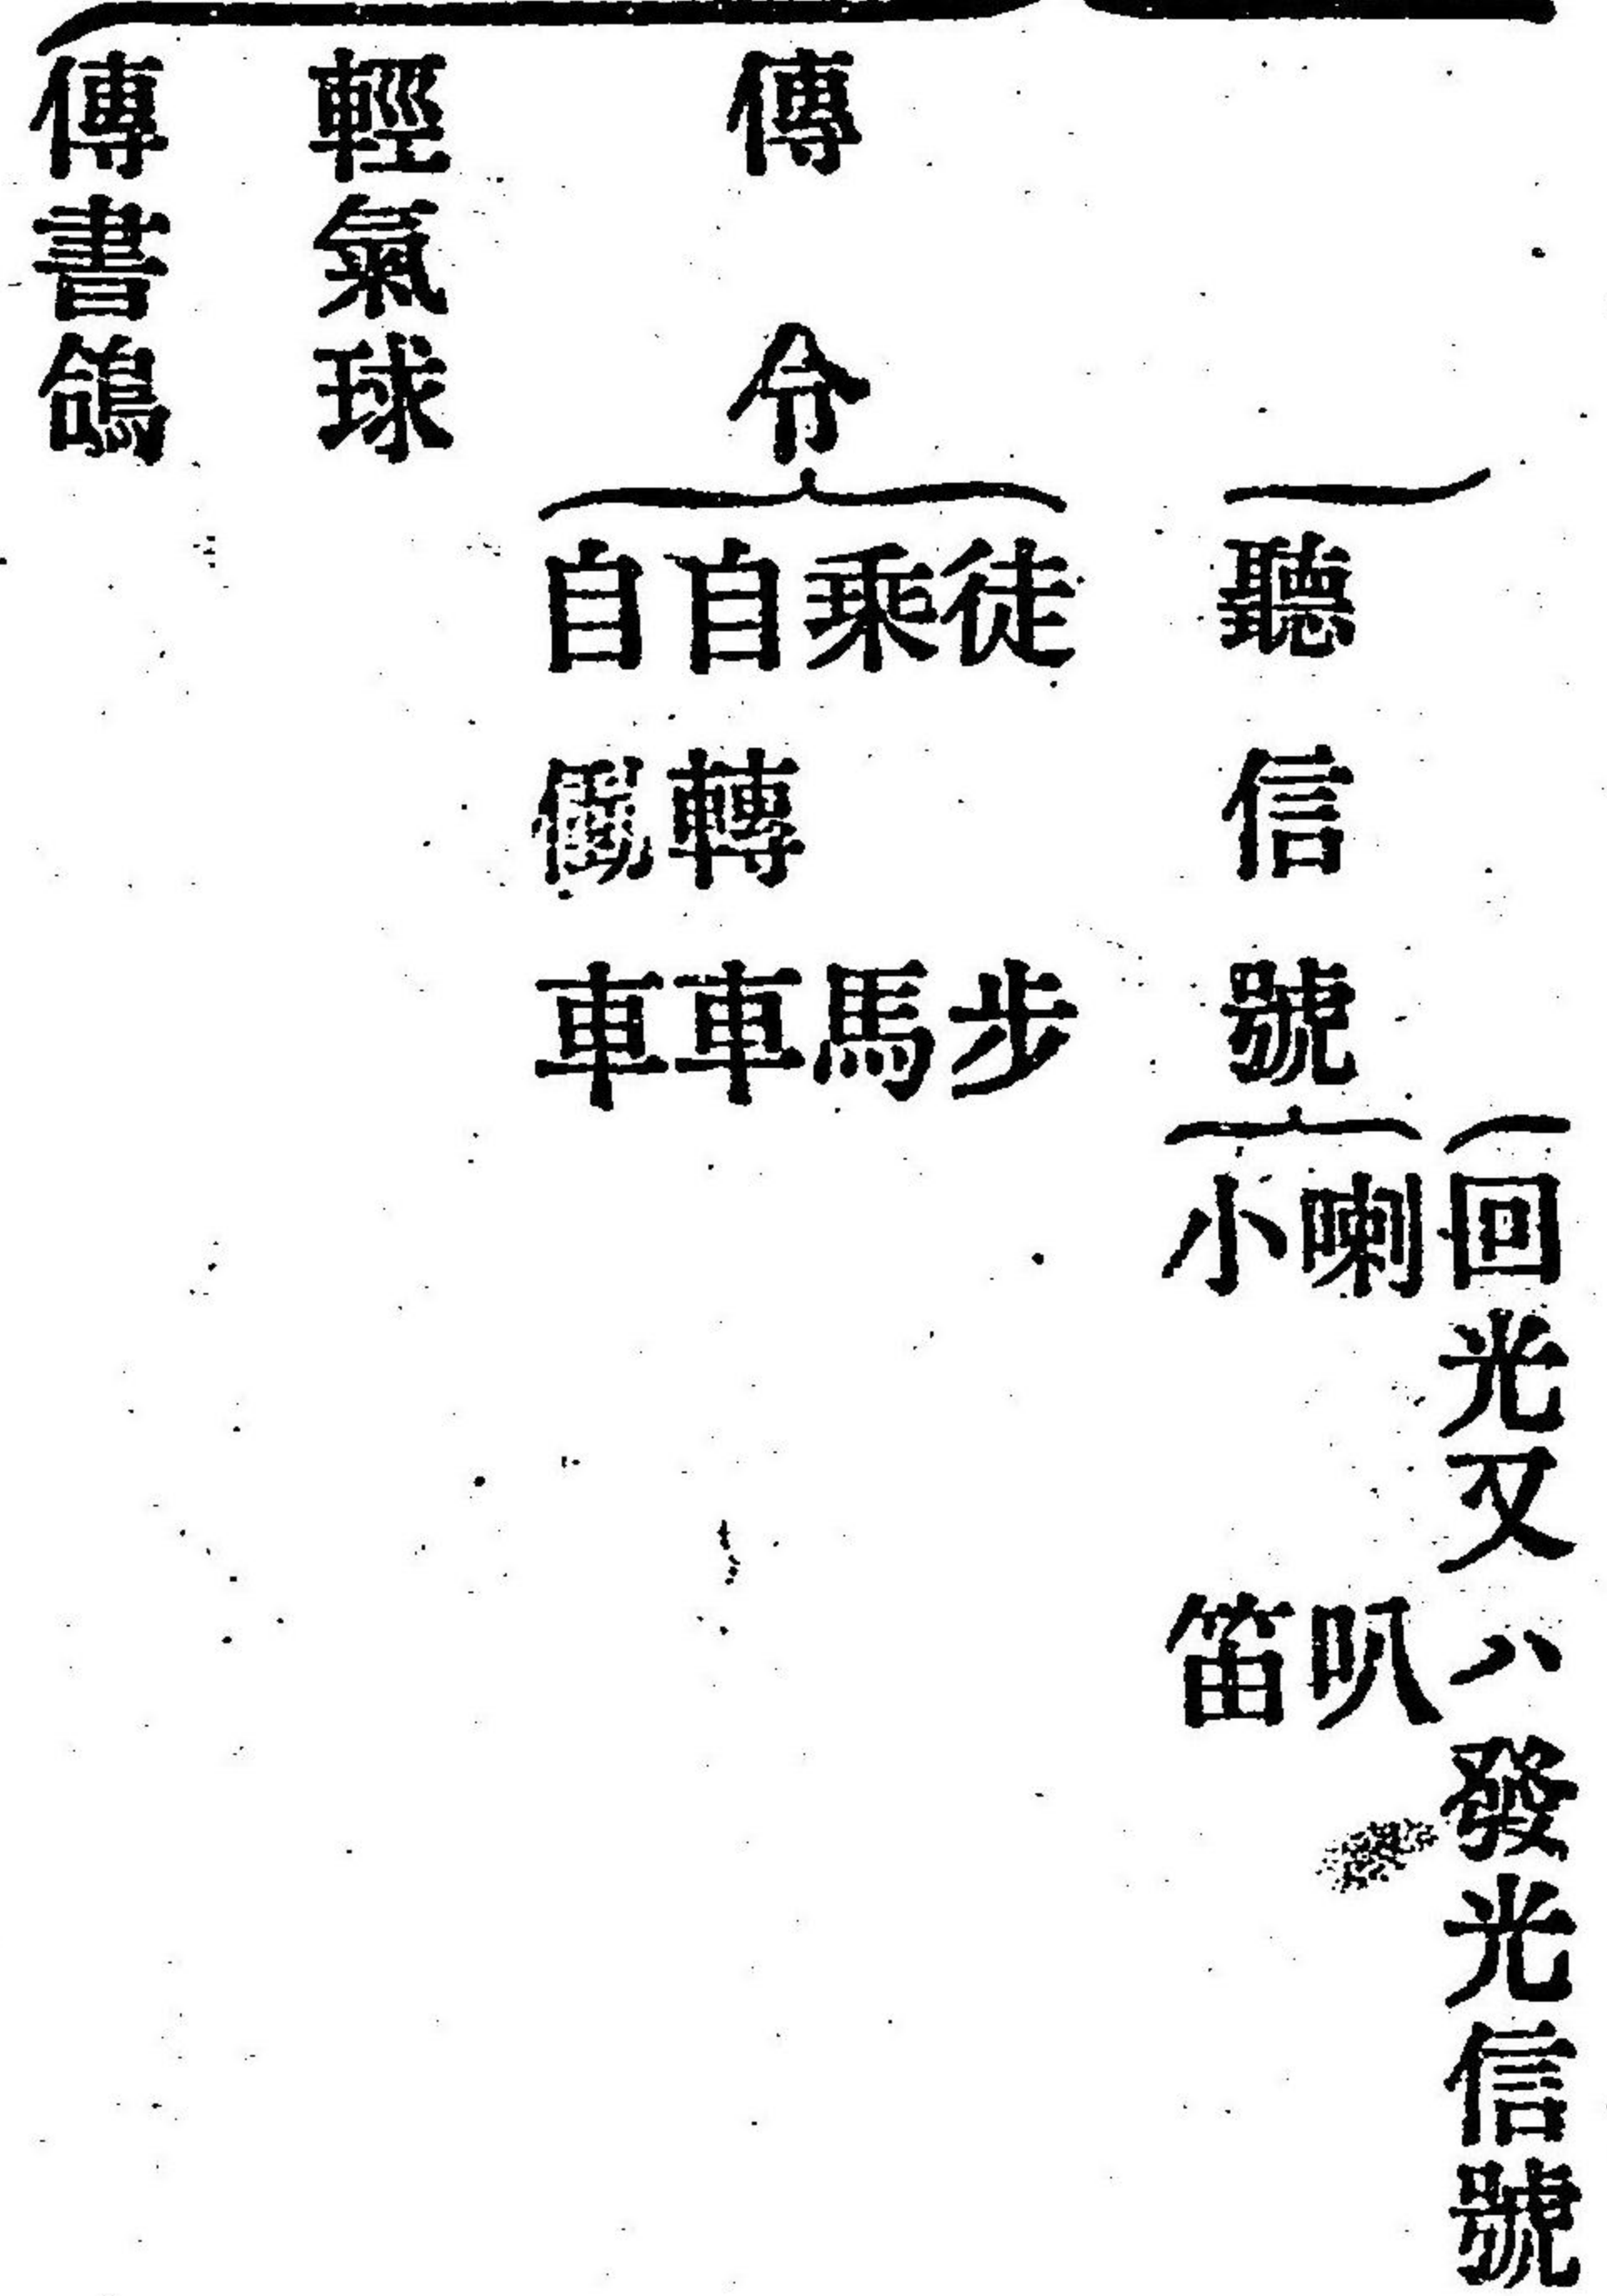 回光又ハ發光信號
聽信號
喇叭
小笛
傳令
徒步
乘馬
自轉車
自働車
輕氣球
傳書鴿